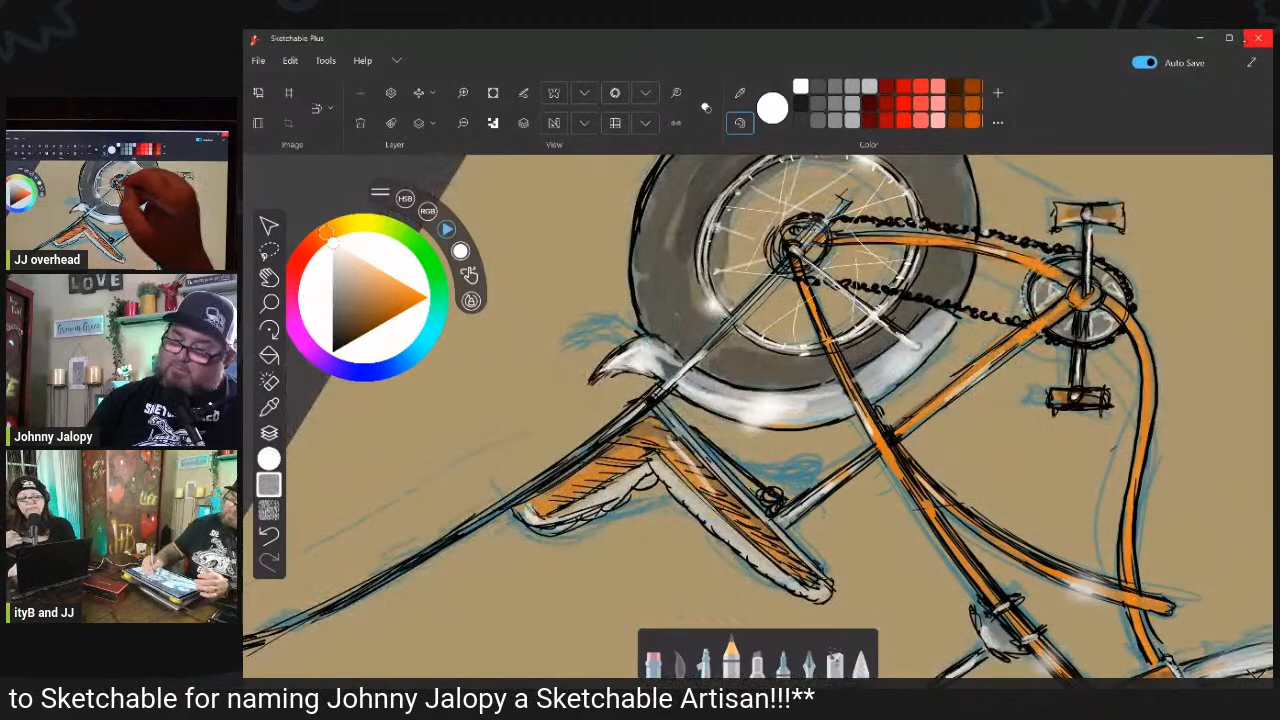 Sketchable Plus
File Edit Tools Help
Auto Save
Image
Layer
View
Color
HSB
RGB
JJ overhead
LOVE
Johnny Jalopy
ityB and JJ
to Sketchable for naming Johnny Jalopy a Sketchable Artisan!!!**